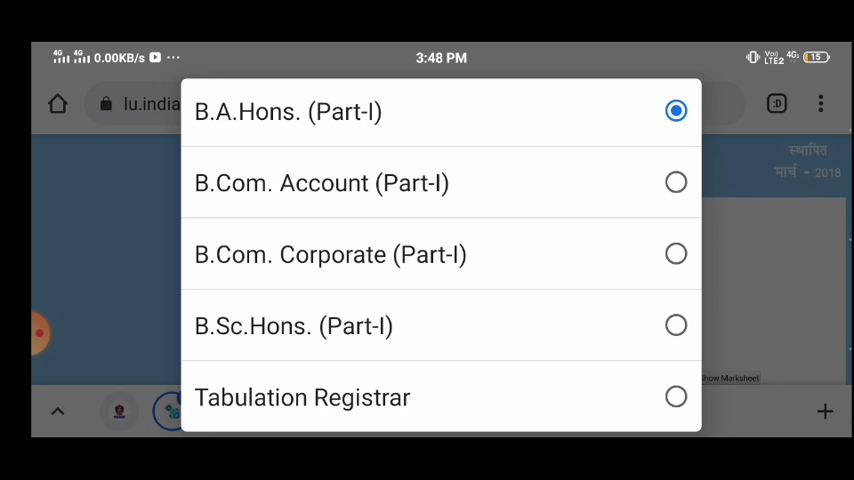 4G 4G 0.00KB/s ... 3:48 PM Vo) LTE2 4G 15
lu.india :D
स्थापित
मार्च - 2018
B.A.Hons. (Part-I)
B.Com. Account (Part-I)
B.Com. Corporate (Part-I)
B.Sc.Hons. (Part-I)
Show Marksheet
Tabulation Registrar